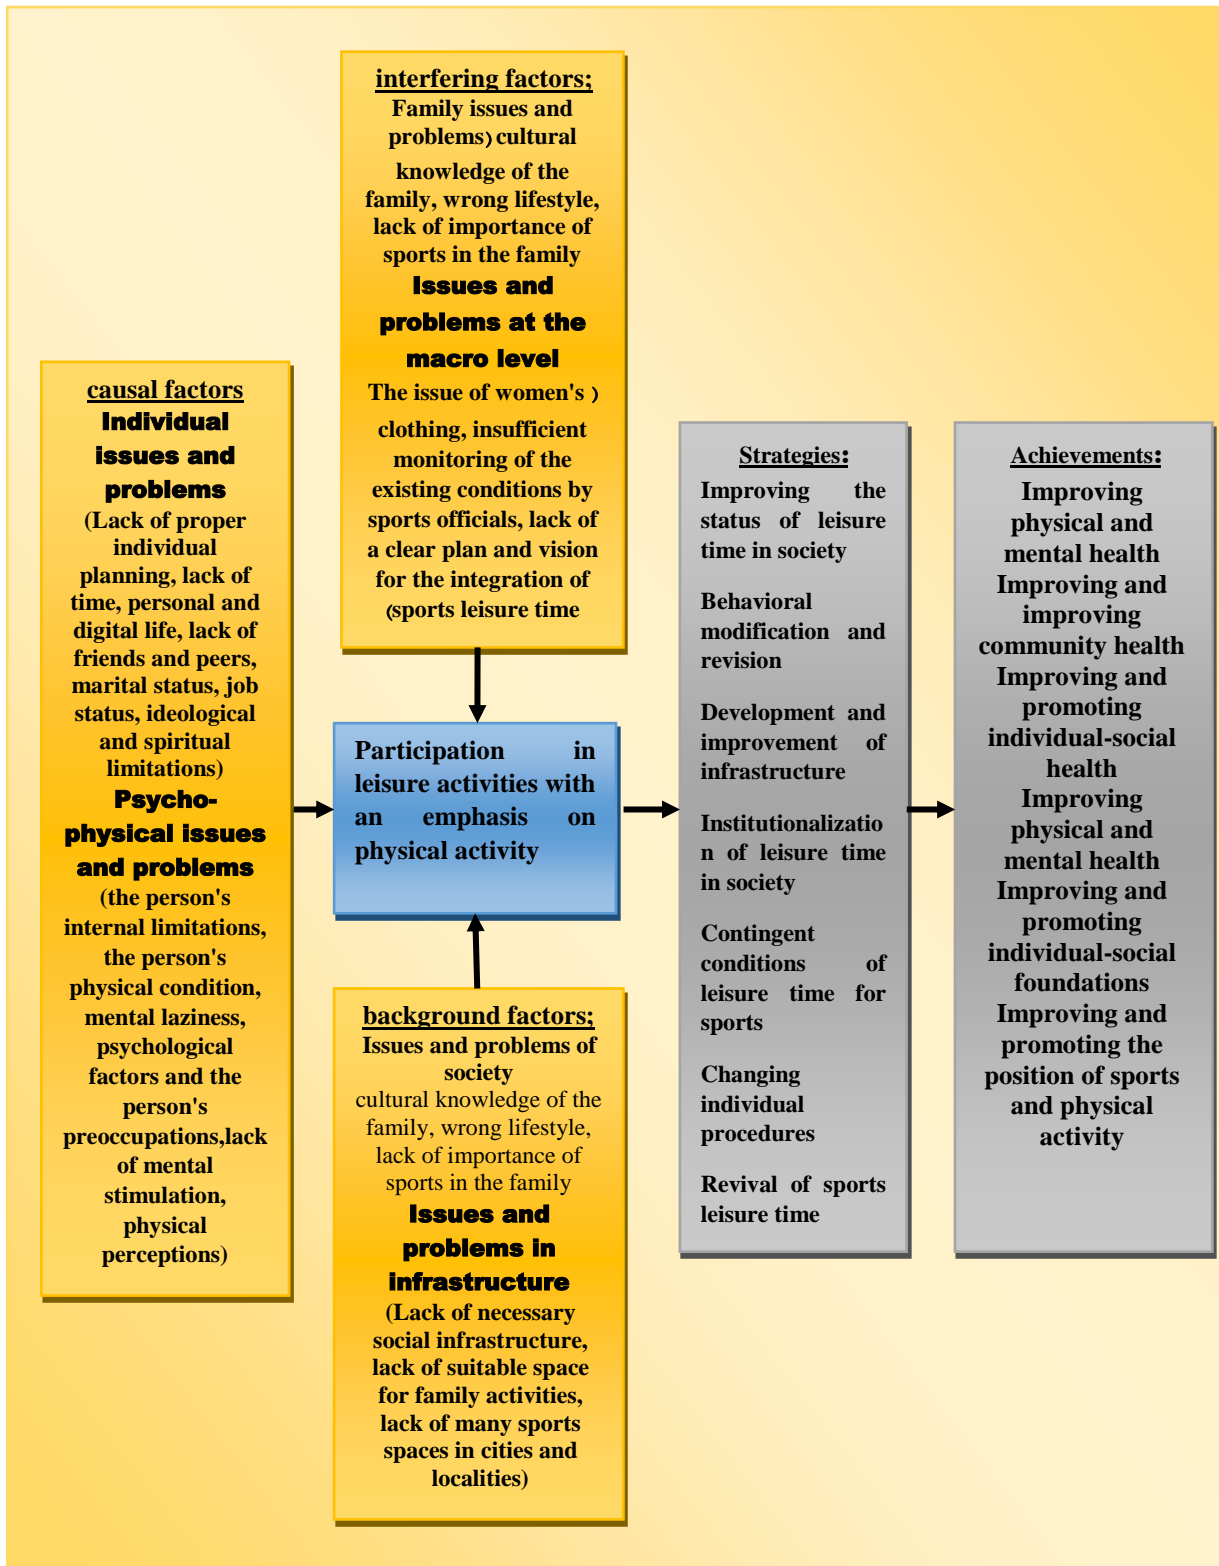 interfering factors;
Family issues and
problems) cultural
knowledge of the
family, wrong lifestyle,
lack of importance of
sports in the family
Issues and
problems at the
macro level
The issue of women's )
clothing, insufficient
monitoring of the
existing conditions by
sports officials, lack of
a clear plan and vision
for the integration of
(sports leisure time
causal factors
Individual
issues and
problems
(Lack of proper
individual
planning, lack of
time, personal and
digital life, lack of
friends and peers,
marital status, job
status, ideological
and spiritual
limitations)
Psycho-
physical issues
and problems
(the person's
internal limitations,
the person's
physical condition,
mental laziness,
psychological
factors and the
person's
preoccupations,lack
of mental
stimulation,
physical
perceptions)
Participation in
leisure activities with
an emphasis on
physical activity
background factors;
Issues and problems of
society
cultural knowledge of the
family, wrong lifestyle,
lack of importance of
sports in the family
Issues and
problems in
infrastructure
(Lack of necessary
social infrastructure,
lack of suitable space
for family activities,
lack of many sports
spaces in cities and
localities)
Strategies:
Improving the
status of leisure
time in society
Behavioral
modification and
revision
Development and
improvement of
infrastructure
Institutionalizatio
n of leisure time
in society
Contingent
conditions of
leisure time for
sports
Changing
individual
procedures
Revival of sports
leisure time
Achievements:
Improving
physical and
mental health
Improving and
improving
community health
Improving and
promoting
individual-social
health
Improving
physical and
mental health
Improving and
promoting
individual-social
foundations
Improving and
promoting the
position of sports
and physical
activity